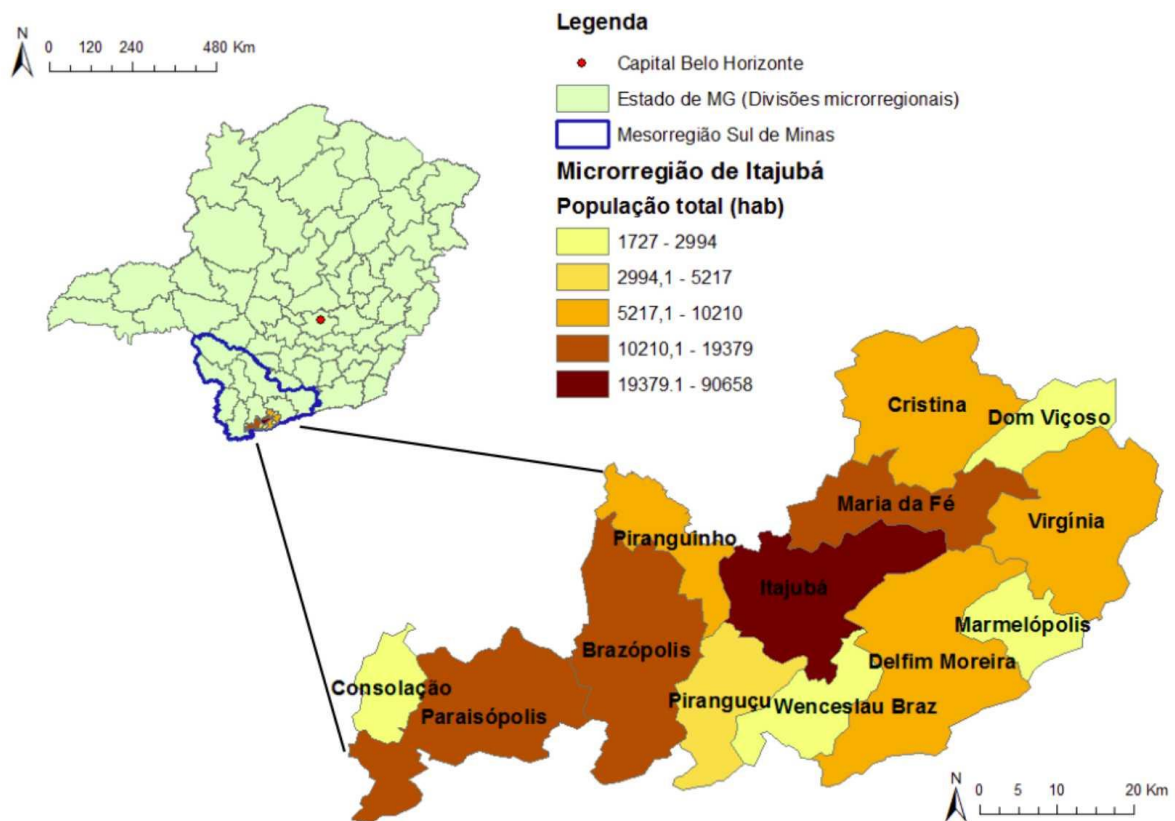 N
0 120 240 480 Km
Legenda
Capital Belo Horizonte
Estado de MG (Divisões microrregionais)
Mesorregião Sul de Minas
Microrregião de Itajubá
População total (hab)
1727 - 2994
2994,1 - 5217
5217,1 - 10210
10210,1 - 19379
19379.1 - 90658
Cristina
Dom Viçoso
Maria da Fé
Virgínia
Piranguinho
Itajubá
Marmelópolis
Brazópolis
Delfim Moreira
Consolação
Piranguçu
Wenceslau Braz
Paraisópolis
N
0 5 10 20 Km